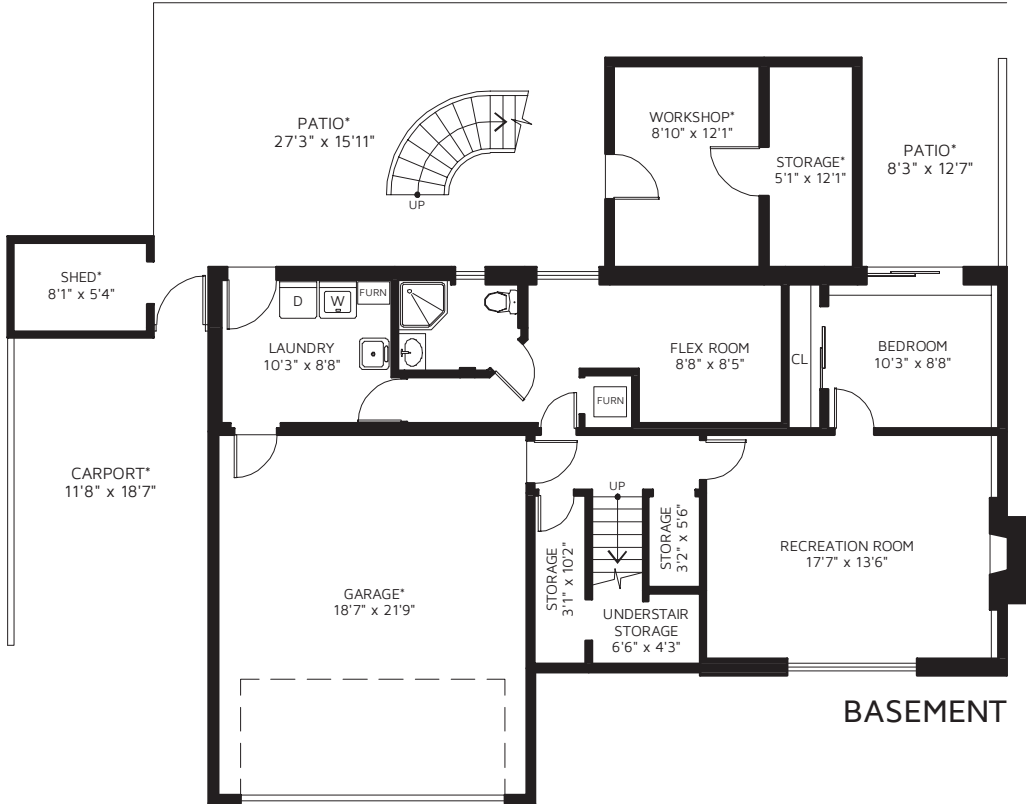 PATIO*
27'3" x 15'11"
UP
WORKSHOP*
8'10" x 12'1"
STORAGE*
5'1" x 12'1"
PATIO*
8'3" x 12'7"
SHED*
8'1" x 5'4"
D
W
FURN
LAUNDRY
10'3" x 8'8"
FLEX ROOM
8'8" x 8'5"
CL
BEDROOM
10'3" x 8'8"
FURN
CARPORT*
11'8" x 18'7"
UP
STORAGE
3'1" x 10'2"
STORAGE
3'2" x 5'6"
RECREATION ROOM
17'7" x 13'6"
GARAGE*
18'7" x 21'9"
UNDERSTAIR
STORAGE
6'6" x 4'3"
BASEMENT